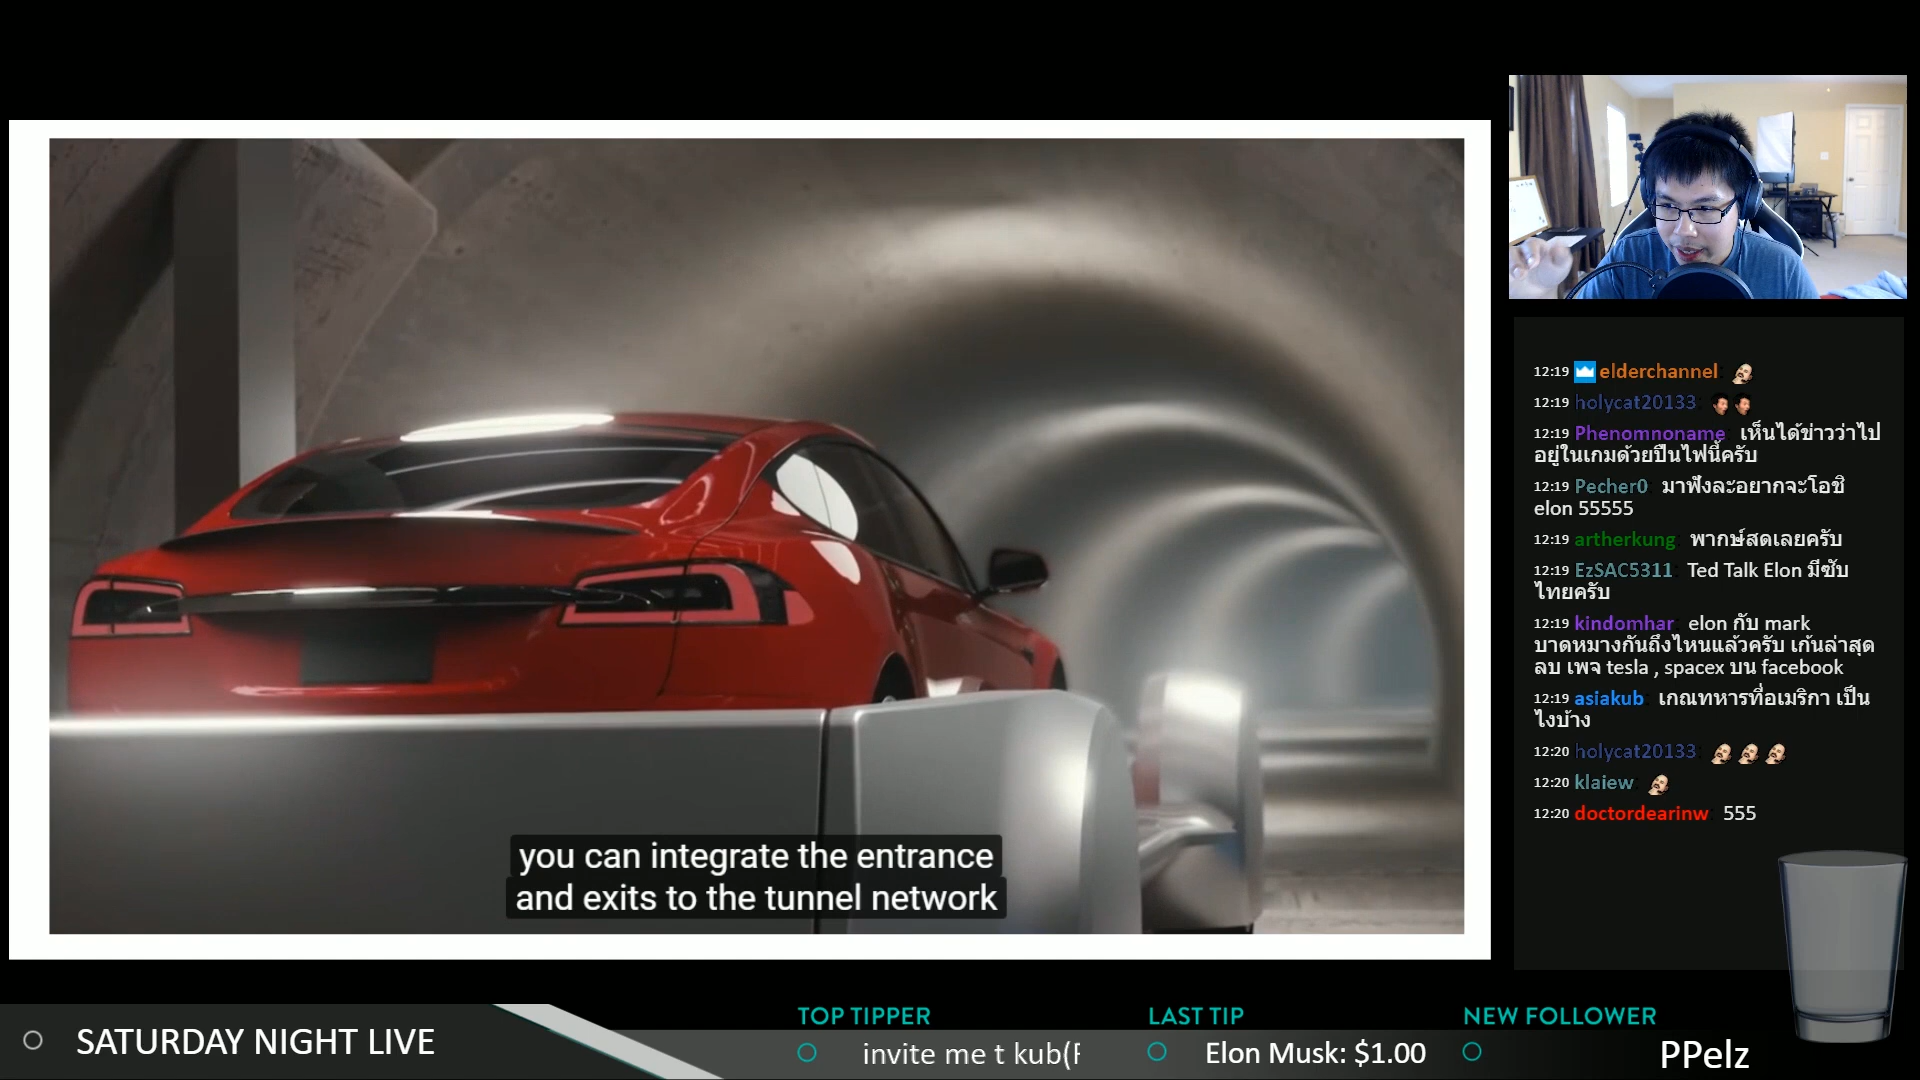 you can integrate the entrance
and exits to the tunnel network
12:19 elderchannel
12:19 holycat20133
12:19 Phenomnoname เห็นได้ข่าวว่าไป
อยู่ในเกมด้วยปืนไฟนี้ครับ
12:19 Pecher0 มาฟังละอยากจะโอชิ
elon 55555
12:19 artherkung พากษ์สดเลยครับ
12:19 EzSAC5311 Ted Talk Elon มีซับ
ไทยครับ
12:19 kindomhar elon กับ mark
บาดหมางกันถึงไหนแล้วครับ เก้นล่าสุด
ลบ เพจ tesla , spacex บน facebook
12:19 asiakub เกณทหารที่อเมริกา เป็น
ไงบ้าง
12:20 holycat20133
12:20 klaiew
12:20 doctordearinw 555
SATURDAY NIGHT LIVE
TOP TIPPER
invite me t kub(
LAST TIP
Elon Musk: $1.00
NEW FOLLOWER
PPelz